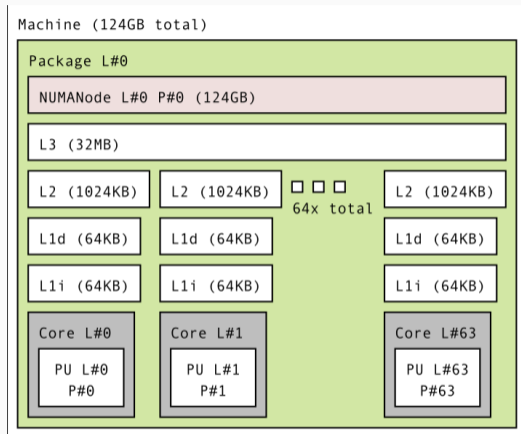 Machine (124GB total)
Package L#0
NUMANode L#0 P#0 (124GB)
L3 (32MB)
L2 (1024KB) L2 (1024KB) L2 (1024KB)
64x total
L1d (64KB) L1d (64KB) L1d (64KB)
L1i (64KB) L1i (64KB) L1i (64KB)
Core L#0 Core L#1 Core L#63
PU L#0 PU L#1 PU L#63
P#0 P#1 P#63